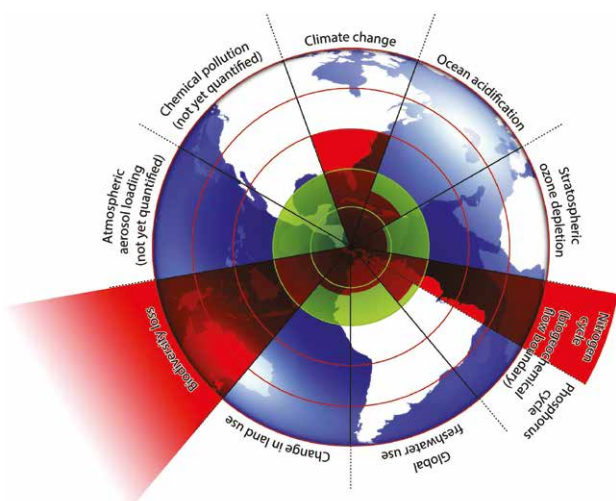 Climate change
Ocean acidification
Stratospheric
ozone depletion
Nitrogen
cycle
(biogeochemical
flow boundary)
Phosphorus
cycle
Global
freshwater use
Change in land use
Biodiversity loss
Atmospheric
aerosol loading
(not yet quantified)
Chemical pollution
(not yet quantified)